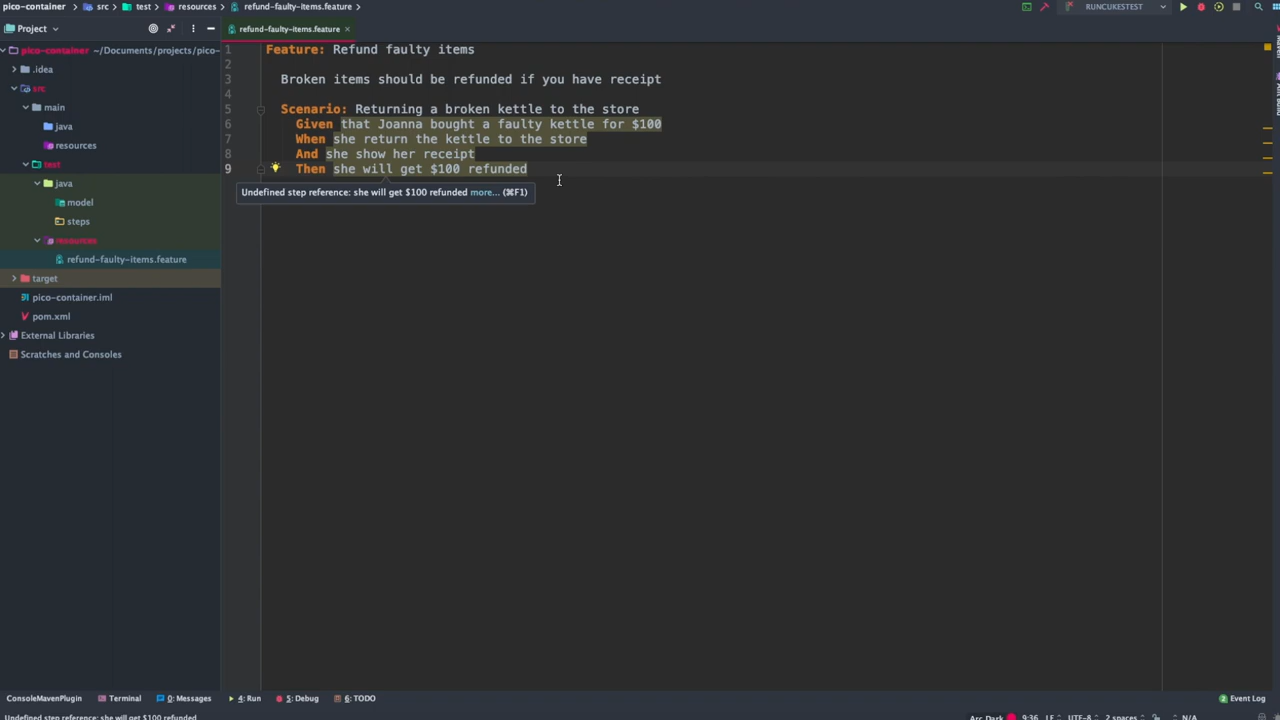 pico-container
src
test
resources
refund-faulty-items.feature
RUNCUKESTEST
Project
refund-faulty-items.feature
pico-container ~/Documents/projects/pico-
.idea
src
main
java
resources
test
java
model
steps
resources
refund-faulty-items.feature
target
pico-container.iml
pom.xml
External Libraries
Scratches and Consoles
1 Feature: Refund faulty items
2
3 Broken items should be refunded if you have receipt
4
5 Scenario: Returning a broken kettle to the store
6 Given that Joanna bought a faulty kettle for $100
7 When she return the kettle to the store
8 And she show her receipt
9 Then she will get $100 refunded
Undefined step reference: she will get $100 refunded more... (⌘F1)
ConsoleMavenPlugin Terminal 0: Messages 4: Run 5: Debug 6: TODO 2 Event Log
Undefined step reference: she will get $100 refunded Arc Dark 9:36 LF UTF-8 2 spaces N/A